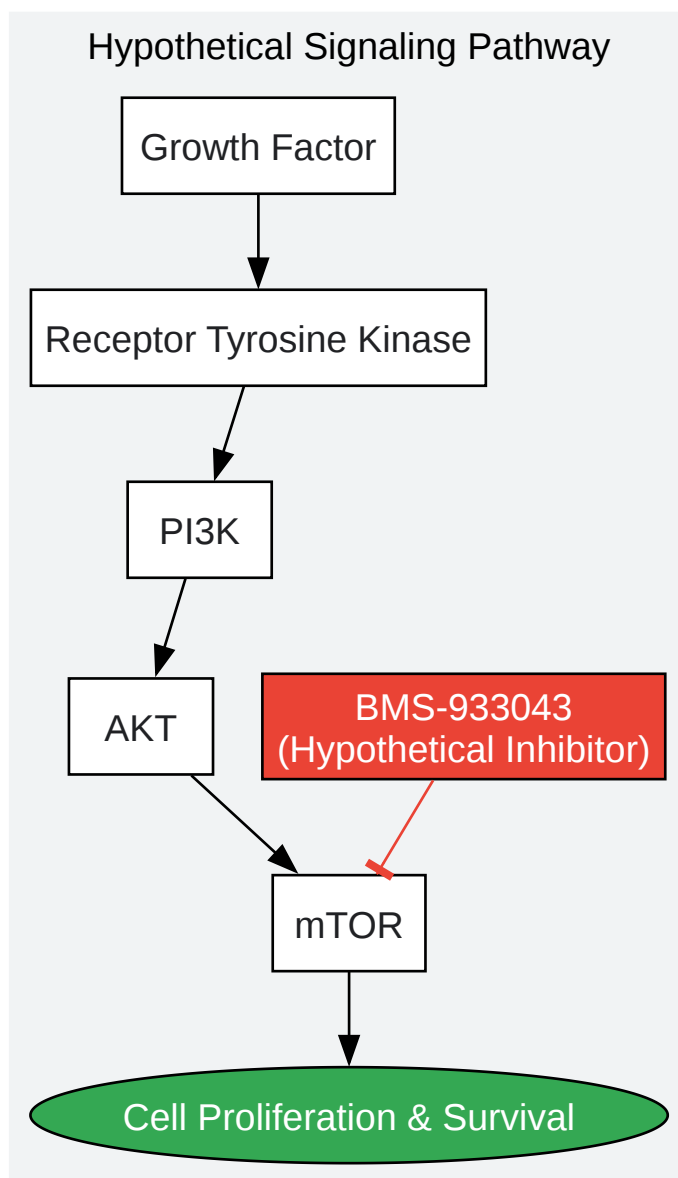 Hypothetical Signaling Pathway
Growth Factor
Receptor Tyrosine Kinase
PI3K
AKT
BMS-933043
(Hypothetical Inhibitor)
mTOR
Cell Proliferation & Survival